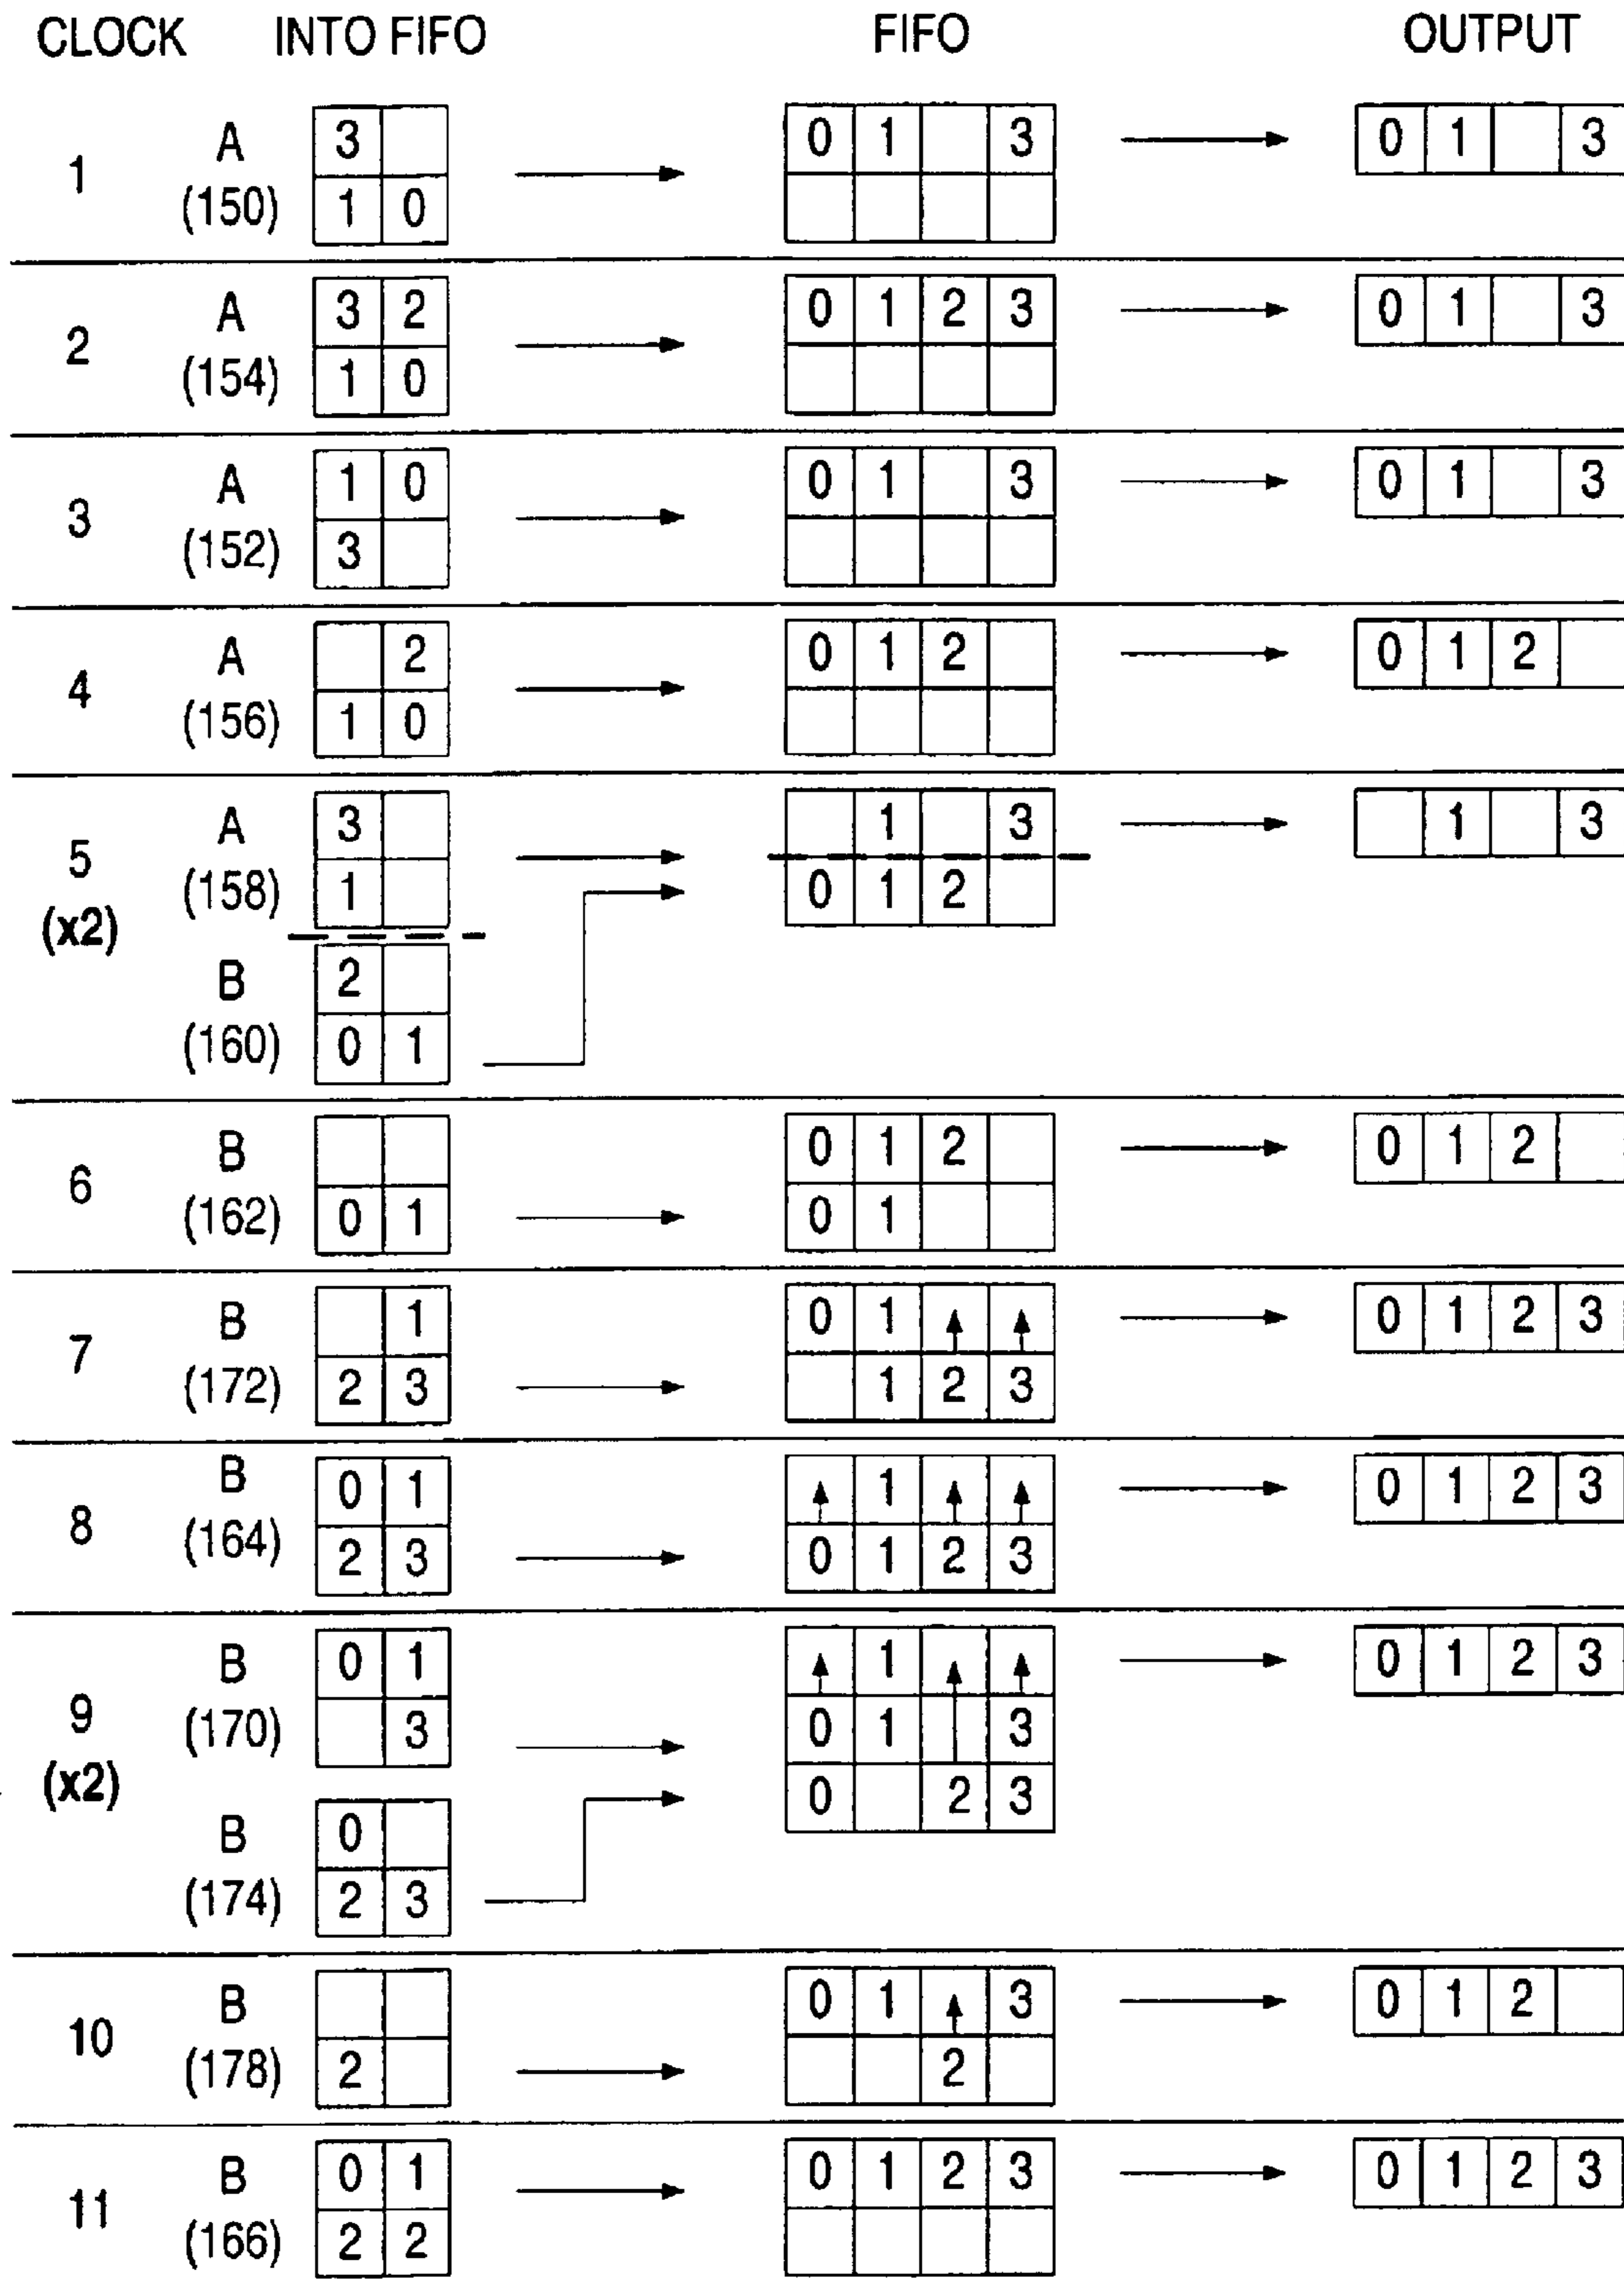 CLOCK INTO FIFO FIFO OUTPUT
1 A (150) 3 0 1 3 0 1 3
1 0
2 A (154) 3 2 0 1 2 3 0 1 3
1 0
3 A (152) 1 0 0 1 3 0 1 3
3
4 A (156) 2 0 1 2 0 1 2
1 0
5 (x2) A (158) 3 1 3 1 3
1 0 1 2
B (160) 2
0 1
6 B (162) 0 1 2 0 1 2
0 1 0 1
7 B (172) 1 0 1 0 1 2 3
2 3 1 2 3
8 B (164) 0 1 1 0 1 2 3
2 3 0 1 2 3
9 (x2) B (170) 0 1 1 0 1 2 3
3 0 1 3
B (174) 0 0 2 3
2 3
10 B (178) 0 1 3 0 1 2
2 2
11 B (166) 0 1 0 1 2 3 0 1 2 3
2 2